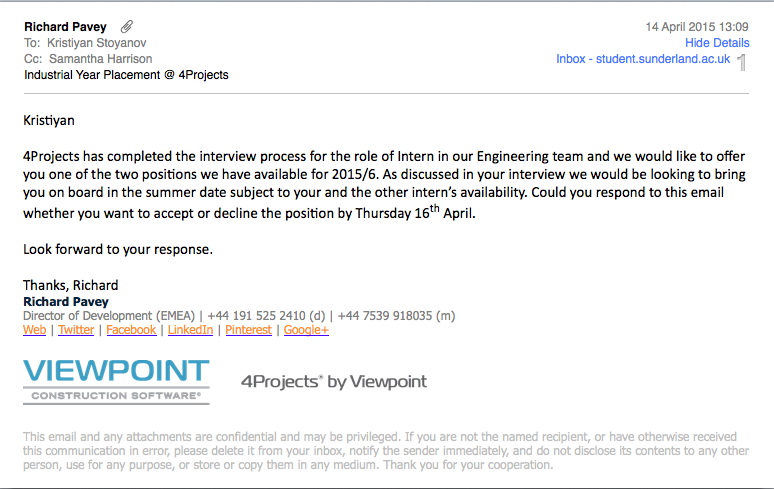 Richard Pavey
14 April 2015 13:09
To: Kristiyan Stoyanov
Hide Details
Cc: Samantha Harrison
Inbox - student.sunderland.ac.uk 1
Industrial Year Placement @ 4Projects
Kristiyan
4Projects has completed the interview process for the role of Intern in our Engineering team and we would like to offer
you one of the two positions we have available for 2015/6. As discussed in your interview we would be looking to bring
you on board in the summer date subject to your and the other intern's availability. Could you respond to this email
whether you want to accept or decline the position by Thursday 16th April.
Look forward to your response.
Thanks, Richard
Richard Pavey
Director of Development (EMEA) | +44 191 525 2410 (d) | +44 7539 918035 (m)
Web | Twitter | Facebook | LinkedIn | Pinterest | Google+
VIEWPOINT
CONSTRUCTION SOFTWARE®
4Projects® by Viewpoint
This email and any attachments are confidential and may be privileged. If you are not the named recipient, or have otherwise received
this communication in error, please delete it from your inbox, notify the sender immediately, and do not disclose its contents to any other
person, use for any purpose, or store or copy them in any medium. Thank you for your cooperation.